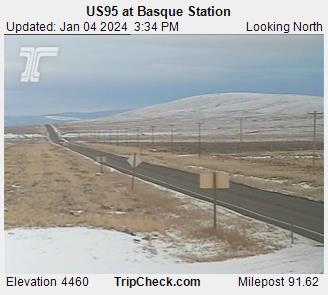 US95 at Basque Station
Updated: Jan 04 2024 3:34 PM Looking North
Elevation 4460 TripCheck.com Milepost 91.62